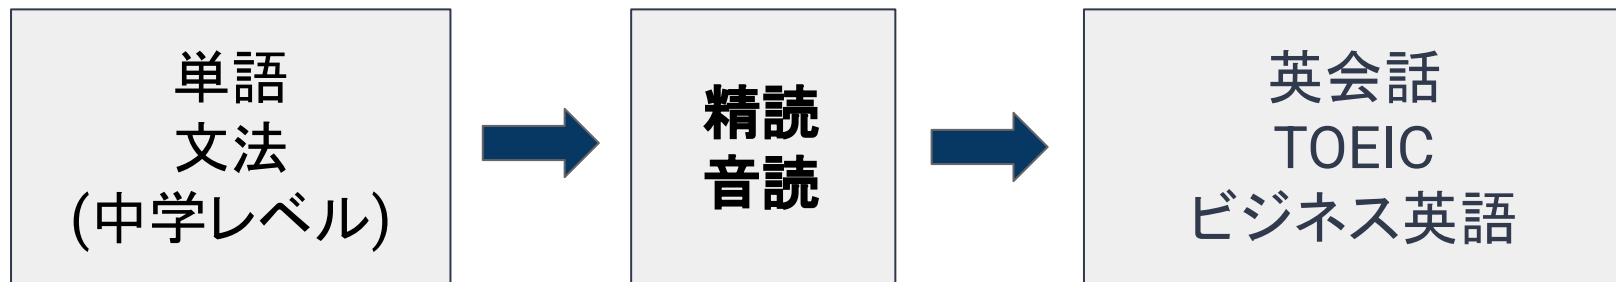 単語
文法
(中学レベル)
精読
音読
英会話
TOEIC
ビジネス英語